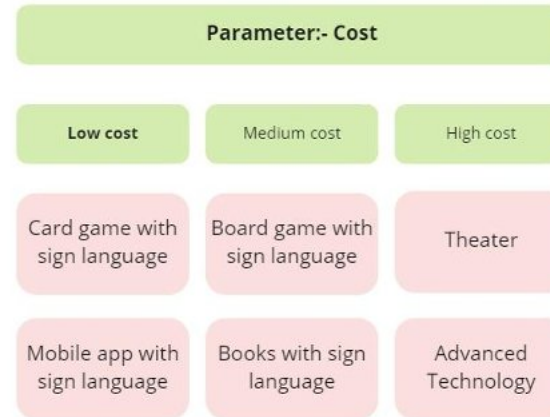 Parameter:- Cost
Low cost
Medium cost
High cost
Card game with
sign language
Board game with
sign language
Theater
Mobile app with
sign language
Books with sign
language
Advanced
Technology